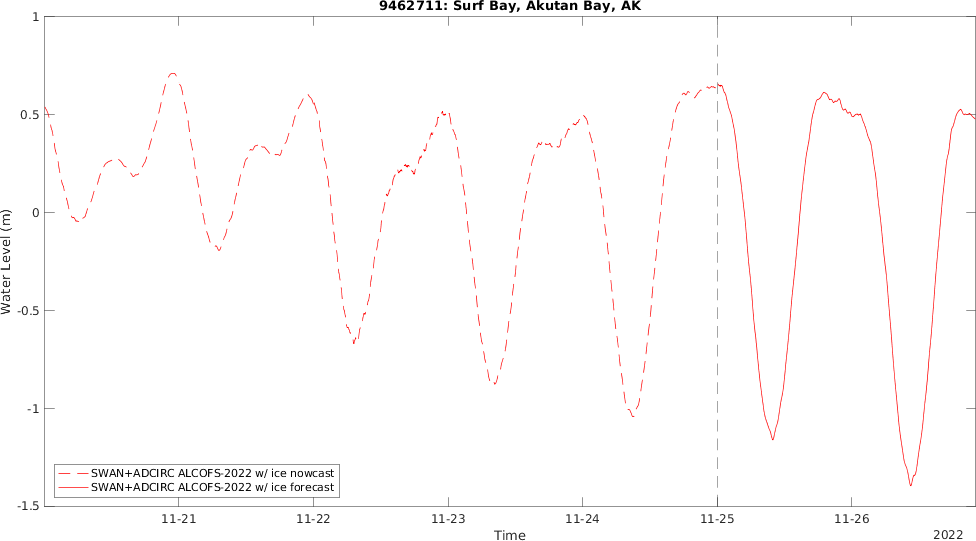 9462711: Surf Bay, Akutan Bay, AK
1
0.5
0
-0.5
-1
-1.5
Water Level (m)
SWAN+ADCIRC ALCOFS-2022 w/ ice nowcast
SWAN+ADCIRC ALCOFS-2022 w/ ice forecast
11-21
11-22
11-23
11-24
11-25
11-26
Time
2022